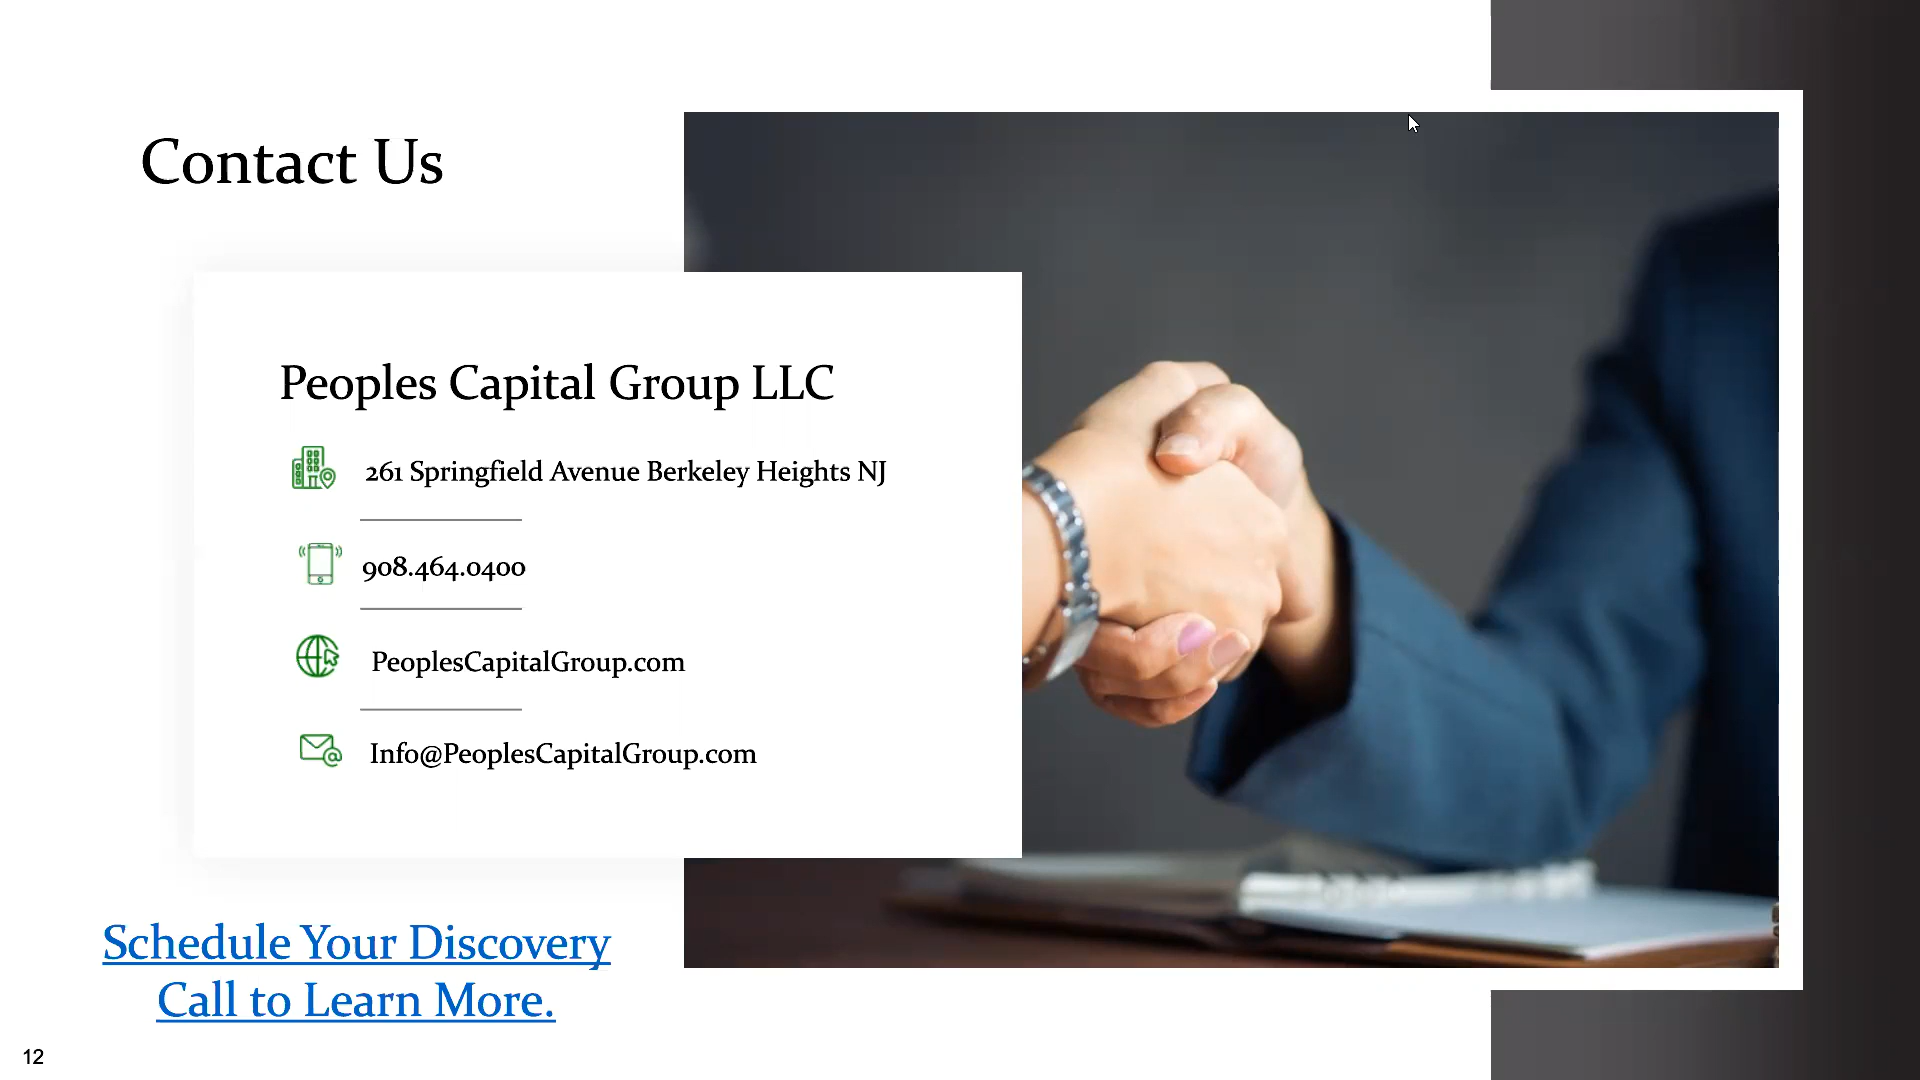 Contact Us
Peoples Capital Group LLC
261 Springfield Avenue Berkeley Heights NJ
908.464.0400
PeoplesCapitalGroup.com
Info@PeoplesCapitalGroup.com
Schedule Your Discovery
Call to Learn More.
12